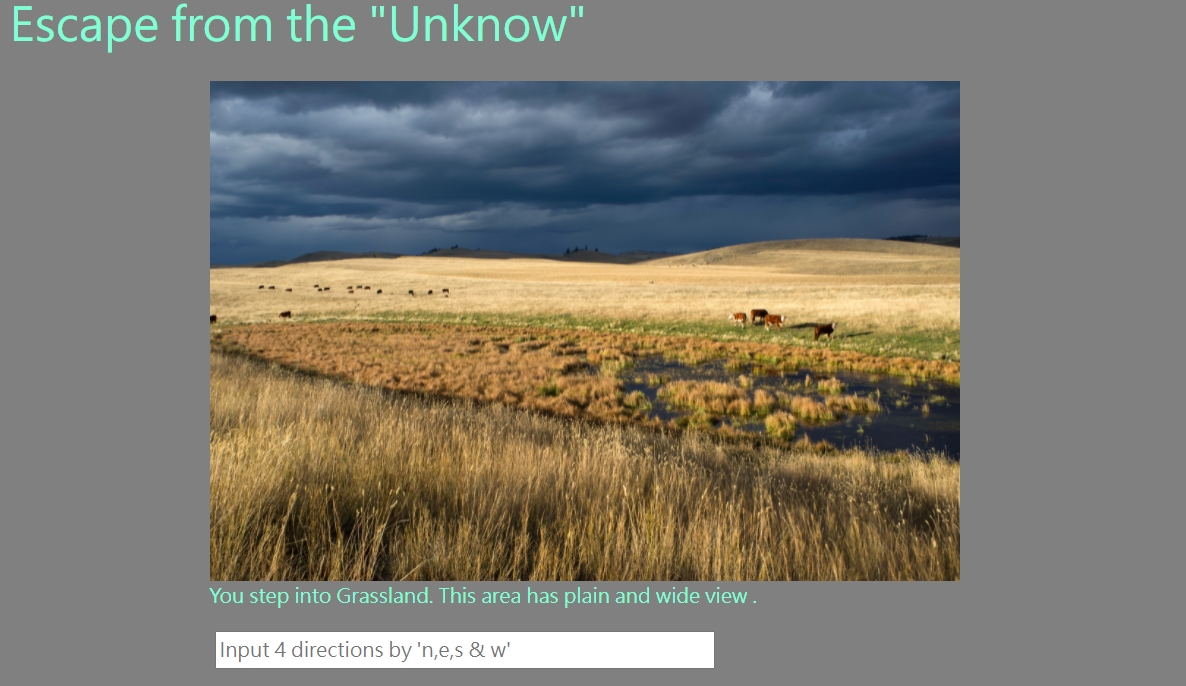 Escape from the "Unknow"
You step into Grassland. This area has plain and wide view .
Input 4 directions by 'n,e,s & w'